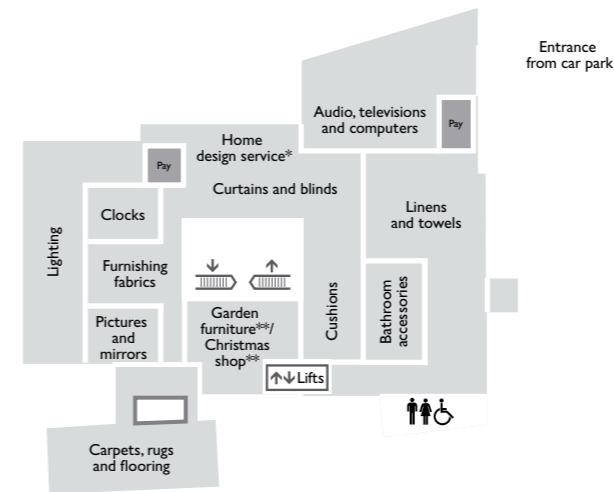 Entrance
from car park
Audio, televisions
and computers
Pay
Home
design service*
Pay
Curtains and blinds
Linens
and towels
Clocks
Lighting
Furnishing
fabrics
Cushions
Bathroom
accessories
Garden
furniture**/
Christmas
shop**
Pictures
and
mirrors
Lifts
Carpets, rugs
and flooring